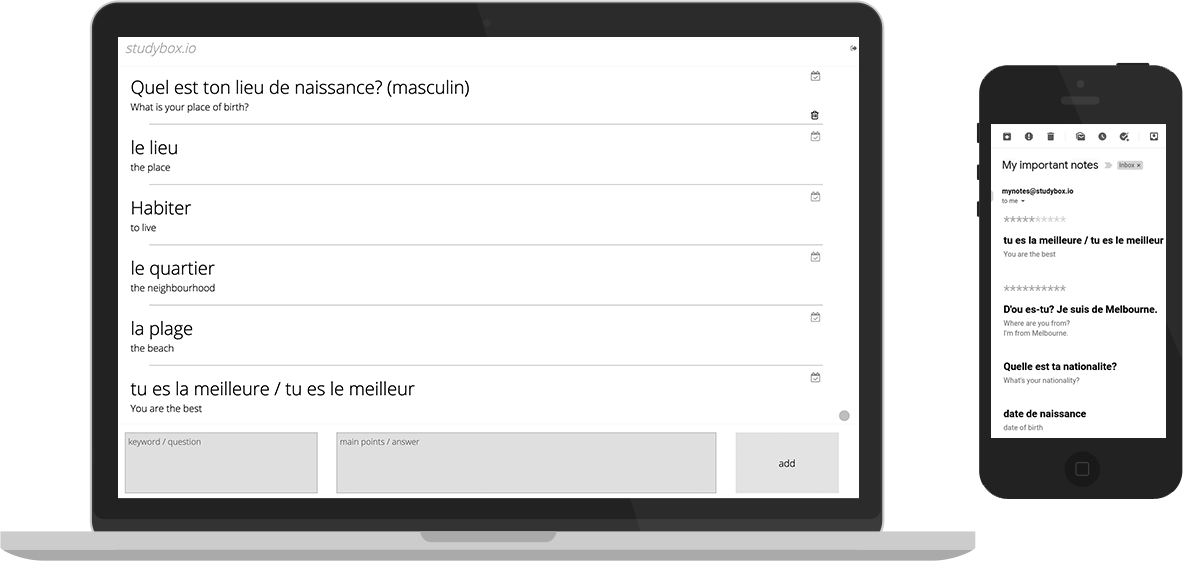 studybox.io
Quel est ton lieu de naissance? (masculin)
What is your place of birth?
le lieu
the place
Habiter
to live
le quartier
the neighbourhood
la plage
the beach
tu es la meilleure / tu es le meilleur
You are the best
keyword / question
main points / answer
add
My important notes
Inbox ×
mynotes@studybox.io
to me
**********
tu es la meilleure / tu es le meilleur
You are the best
**********
D'ou es-tu? Je suis de Melbourne.
Where are you from?
I'm from Melbourne.
Quelle est ta nationalite?
What's your nationality?
date de naissance
date of birth